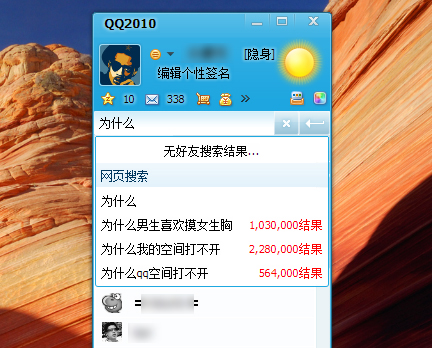 QQ2010
[隐身]
编辑个性签名
10 338
为什么
无好友搜索结果...
网页搜索
为什么
为什么男生喜欢摸女生胸 1,030,000结果
为什么我的空间打不开 2,280,000结果
为什么qq空间打不开 564,000结果